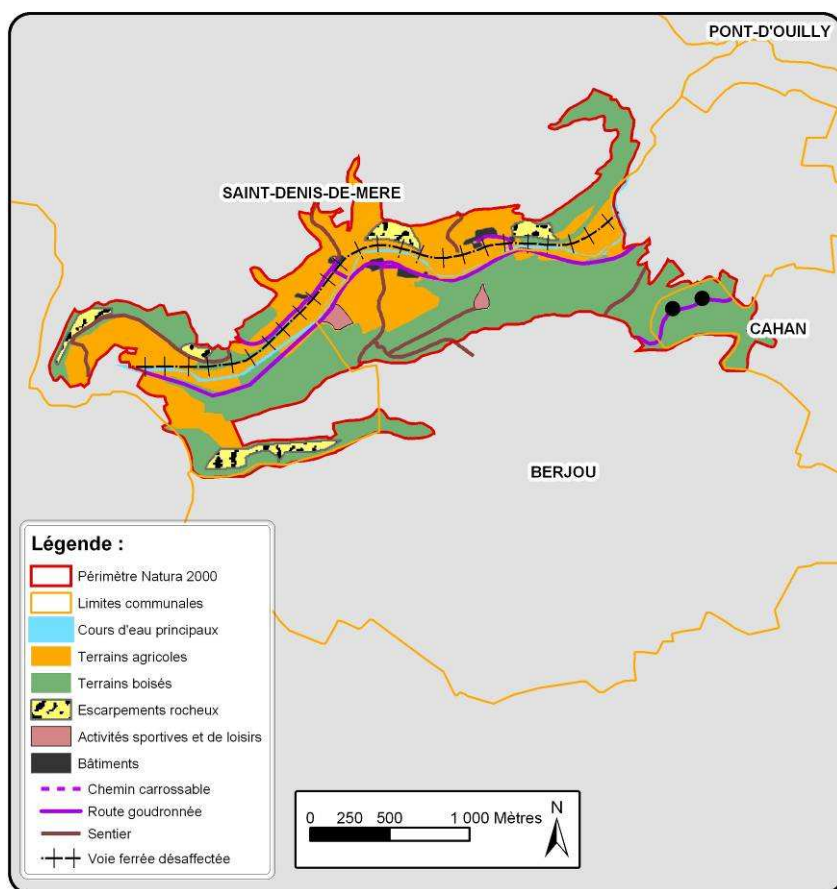 PONT-D'OUILLY
SAINT-DENIS-DE-MERE
CAHAN
BERJOU
Légende :
Périmètre Natura 2000
Limites communales
Cours d'eau principaux
Terrains agricoles
Terrains boisés
Escarpements rocheux
Activités sportives et de loisirs
Bâtiments
Chemin carrossable
Route goudronnée
Sentier
Voie ferrée désaffectée
0 250 500 1 000 Mètres
N